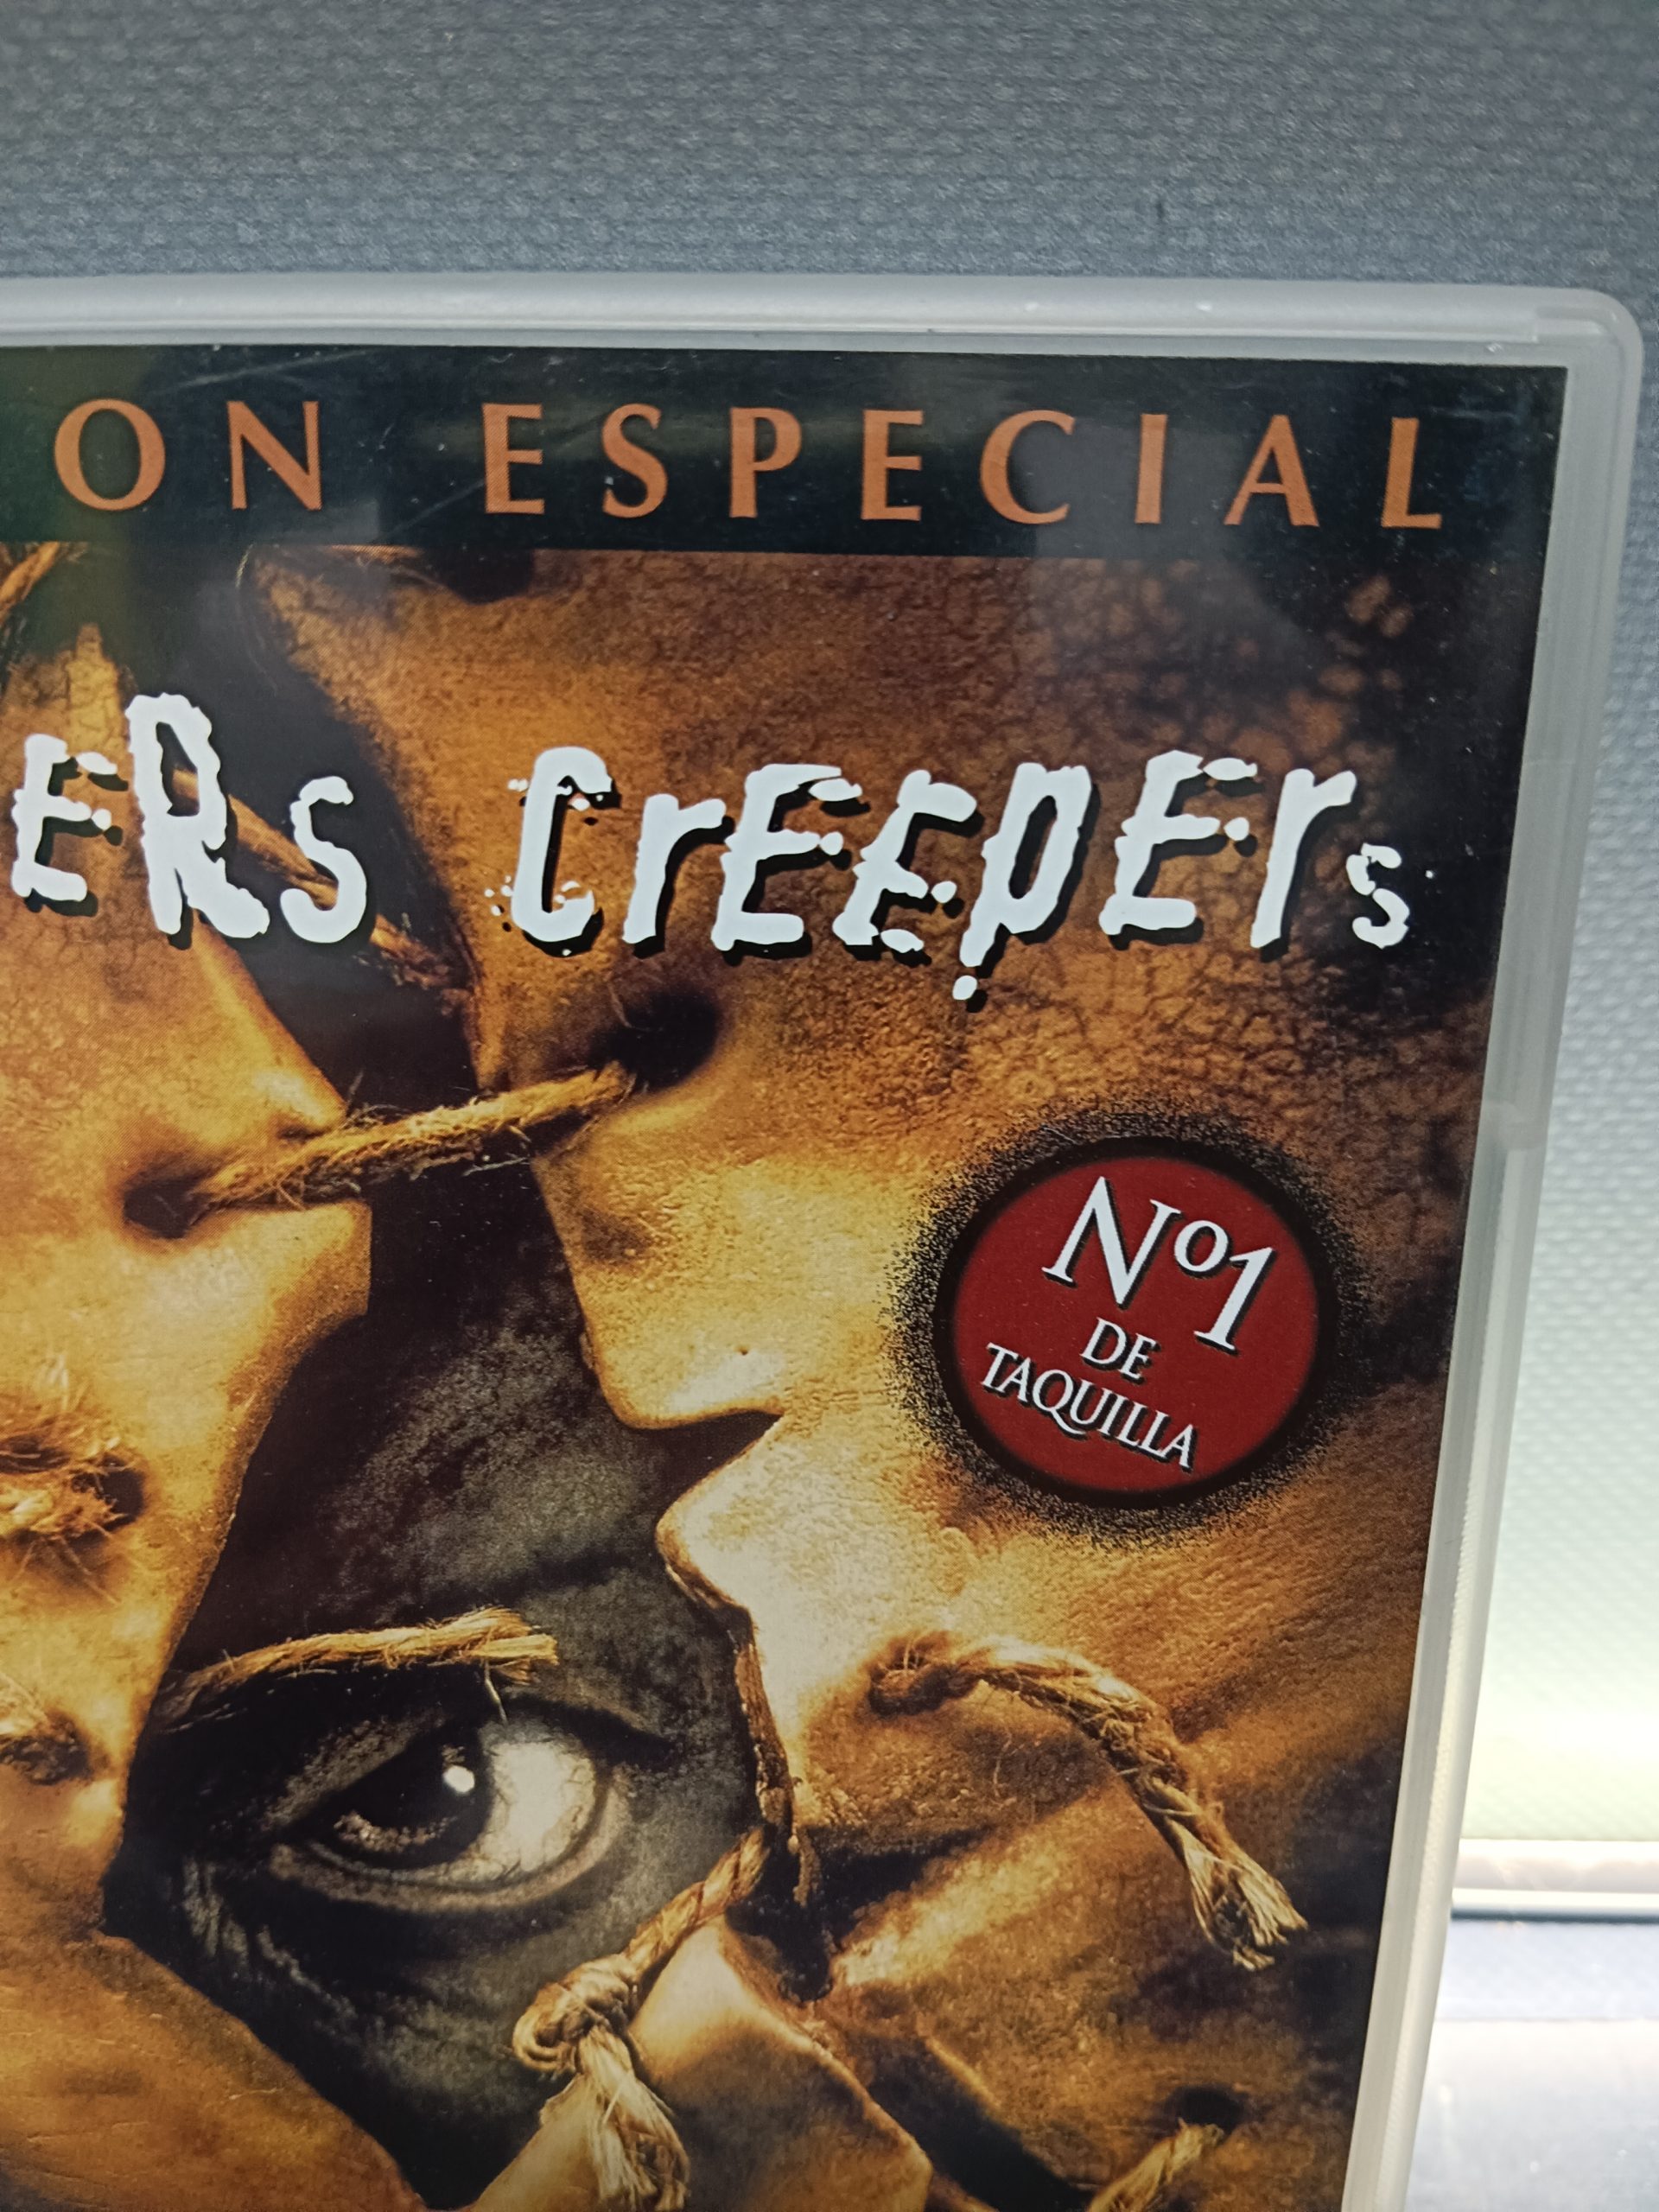 ON ESPECIAL
ERS CrEEpErs
Nº1
DE
TAQUILLA